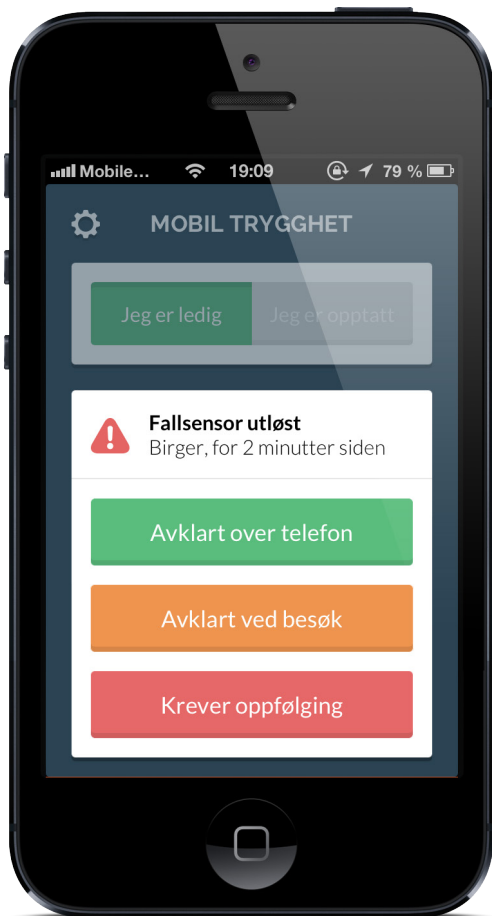 Mobile... 19:09 79 %
MOBIL TRYGGHET
Jeg er ledig Jeg er opptatt
Fallsensor utløst
Birger, for 2 minutter siden
Avklart over telefon
Avklart ved besøk
Krever oppfølging